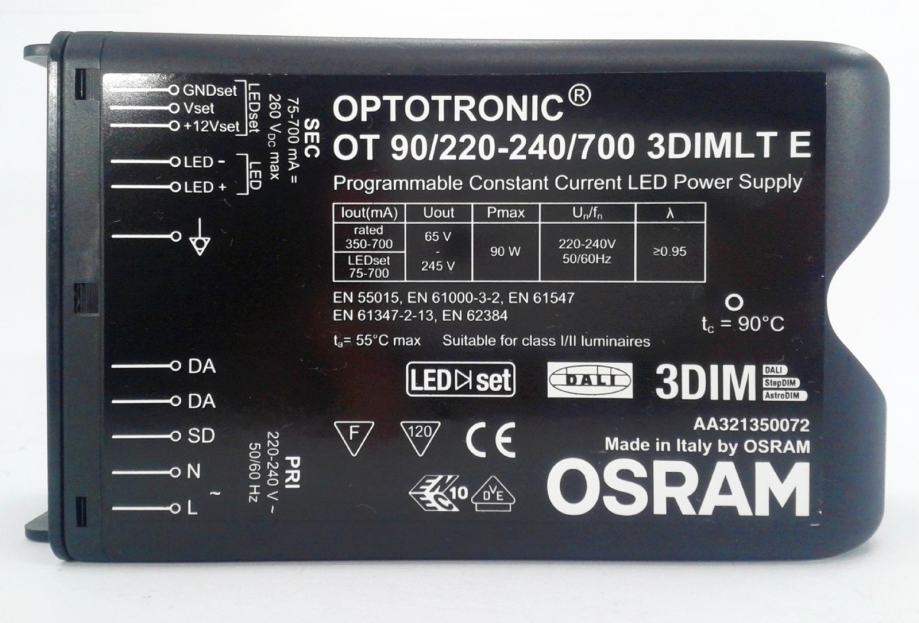 GNDset
Vset
+12Vset
LEDset
LED -
LED +
LED
75-700 mA =
260 VDC max
SEC
OPTOTRONIC®
OT 90/220-240/700 3DIMLT E
Programmable Constant Current LED Power Supply
Iout(mA) Uout Pmax Un/fn λ
rated
350-700
LEDset
75-700
65 V
-
245 V
90 W
220-240V
50/60Hz
≥0.95
EN 55015, EN 61000-3-2, EN 61547
EN 61347-2-13, EN 62384
tc = 90°C
ta= 55°C max Suitable for class I/II luminaires
DA
DA
SD
N
L
~
220-240 V ~
50/60 Hz
PRI
LED set
DALI
3DIM
DALI
StepDIM
AstroDIM
F
120
CE
AA321350072
Made in Italy by OSRAM
OSRAM
ENEC 10
DVE